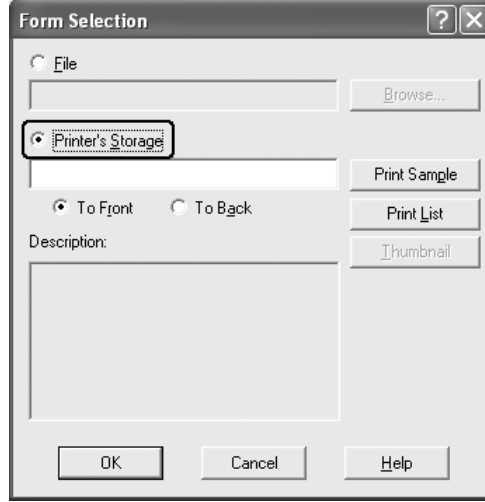 Form Selection
File
Browse...
Printer's Storage
Print Sample
To Front To Back
Print List
Description:
Thumbnail
OK Cancel Help